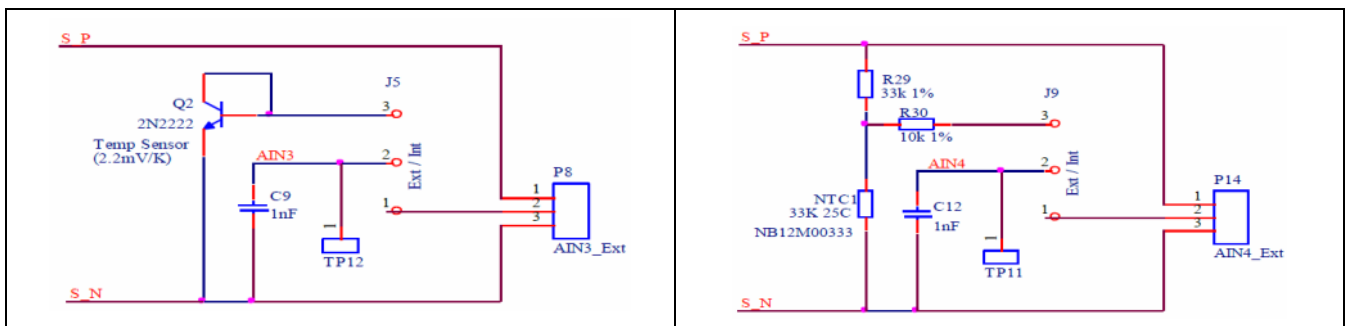 S_P
J5
Q2
2N2222
Temp Sensor
(2.2mV/K)
3
AIN3
2
Ext / Int
C9
1nF
1
1
TP12
P8
1
2
3
AIN3_Ext
S_N
S_P
R29
33k 1%
J9
R30
10k 1%
3
AIN4
2
Ext / Int
NTC1
33K 25C
NB12M00333
C12
1nF
1
1
TP11
P14
1
2
3
AIN4_Ext
S_N